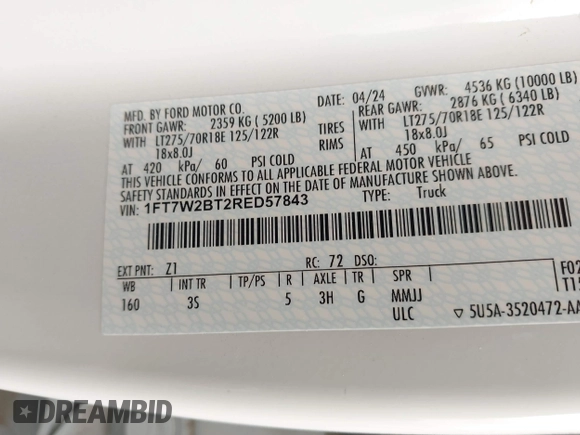 MFD. BY FORD MOTOR CO.
DATE: 04/24
GVWR: 4536 KG (10000 LB)
FRONT GAWR: 2359 KG ( 5200 LB)
REAR GAWR: 2876 KG ( 6340 LB)
WITH
LT275/70R18E 125/122R
TIRES
WITH
LT275/70R18E 125/122R
18x8.0J
RIMS
18x8.0J
AT 420 kPa/ 60 PSI COLD
AT 450 kPa/ 65 PSI COLD
THIS VEHICLE CONFORMS TO ALL APPLICABLE FEDERAL MOTOR VEHICLE
SAFETY STANDARDS IN EFFECT ON THE DATE OF MANUFACTURE SHOWN ABOVE.
VIN: 1FT7W2BT2RED57843
TYPE: Truck
EXT PNT: Z1
RC: 72 DSO:
WB INT TR TP/PS R AXLE TR SPR
160 3S 5 3H G MMJJ
ULC
F02
T15
5U5A-3520472-AA
DREAMBID